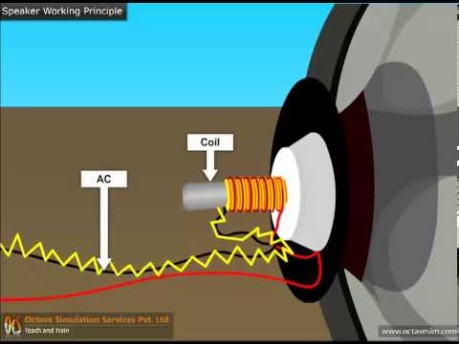 Speaker Working Principle
Coil
AC
Octave Simulation Services Pvt. Ltd.
Teach and Train
www.octavesim.com